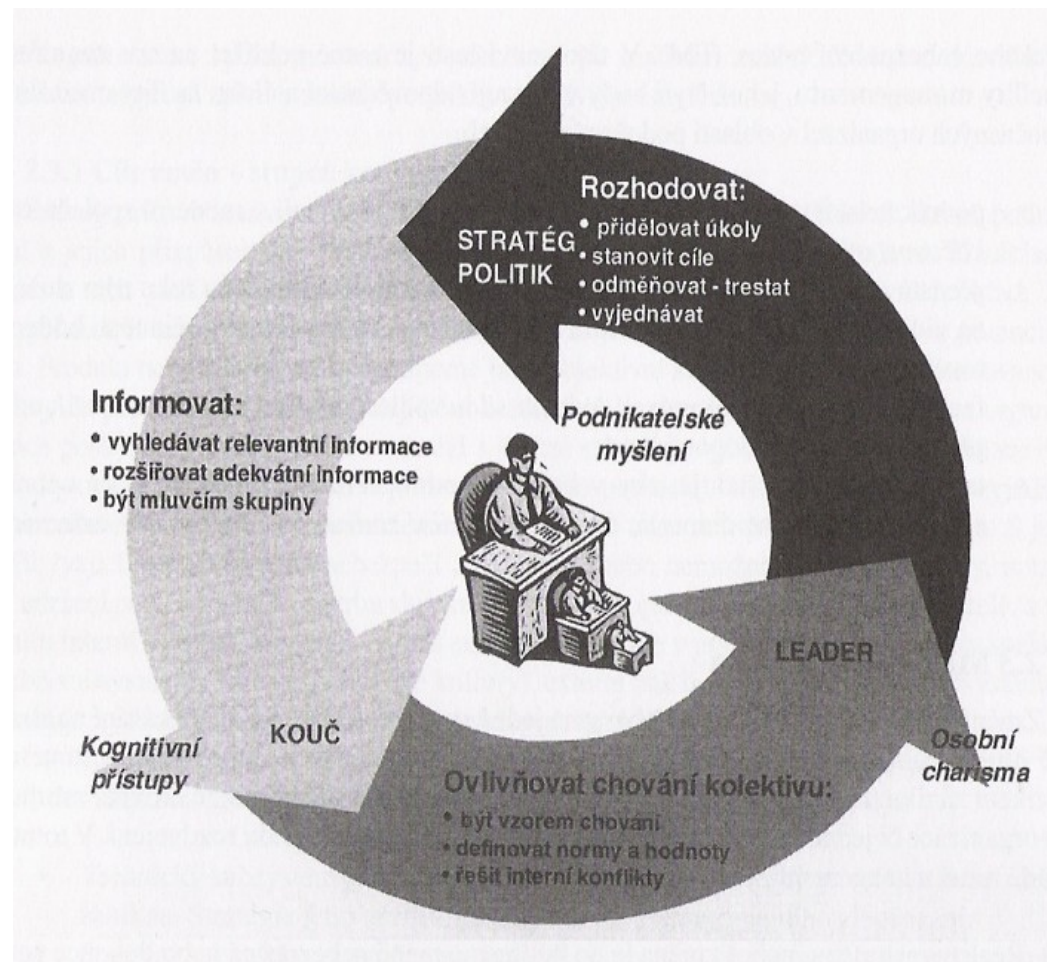 Rozhodovat:
STRATÉG
POLITIK
• přidělovat úkoly
• stanovit cíle
• odměňovat - trestat
• vyjednávat
Informovat:
• vyhledávat relevantní informace
• rozšiřovat adekvátní informace
• být mluvčím skupiny
Podnikatelské
myšlení
LEADER
KOUČ
Kognitivní
přístupy
Osobní
charisma
Ovlivňovat chování kolektivu:
• být vzorem chování
• definovat normy a hodnoty
• řešit interní konflikty